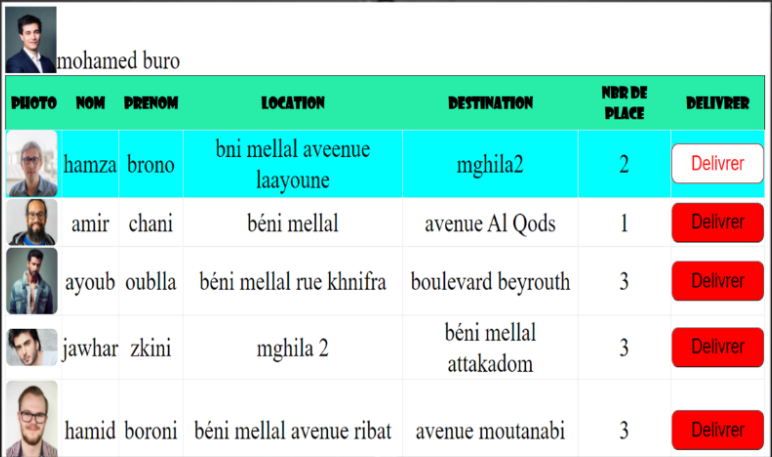 mohamed buro
PHOTO NOM PRENOM LOCATION DESTINATION NBR DE PLACE DELIVRER
hamza brono bni mellal aveenue laayoune mghila2 2 Delivrer
amir chani béni mellal avenue Al Qods 1 Delivrer
ayoub oublla béni mellal rue khnifra boulevard beyrouth 3 Delivrer
jawhar zkini mghila 2 béni mellal attakadom 3 Delivrer
hamid boroni béni mellal avenue ribat avenue moutanabi 3 Delivrer